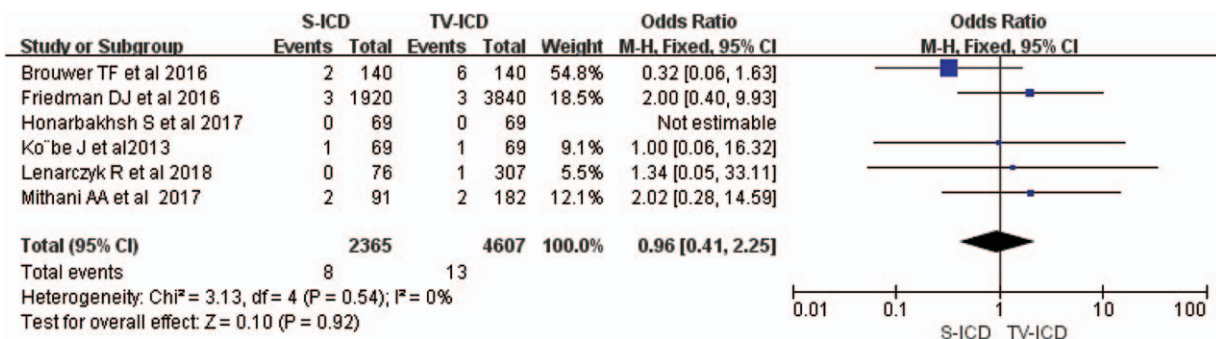 S-ICD TV-ICD Odds Ratio Odds Ratio
Study or Subgroup Events Total Events Total Weight M-H, Fixed, 95% CI M-H, Fixed, 95% CI
Brouwer TF et al 2016 2 140 6 140 54.8% 0.32 [0.06, 1.63]
Friedman DJ et al 2016 3 1920 3 3840 18.5% 2.00 [0.40, 9.93]
Honarbakhsh S et al 2017 0 69 0 69 Not estimable
Ko¨be J et al2013 1 69 1 69 9.1% 1.00 [0.06, 16.32]
Lenarczyk R et al 2018 0 76 1 307 5.5% 1.34 [0.05, 33.11]
Mithani AA et al 2017 2 91 2 182 12.1% 2.02 [0.28, 14.59]
Total (95% CI) 2365 4607 100.0% 0.96 [0.41, 2.25]
Total events 8 13
Heterogeneity: Chi² = 3.13, df = 4 (P = 0.54); I² = 0%
Test for overall effect: Z = 0.10 (P = 0.92)
0.01 0.1 1 10 100
S-ICD TV-ICD